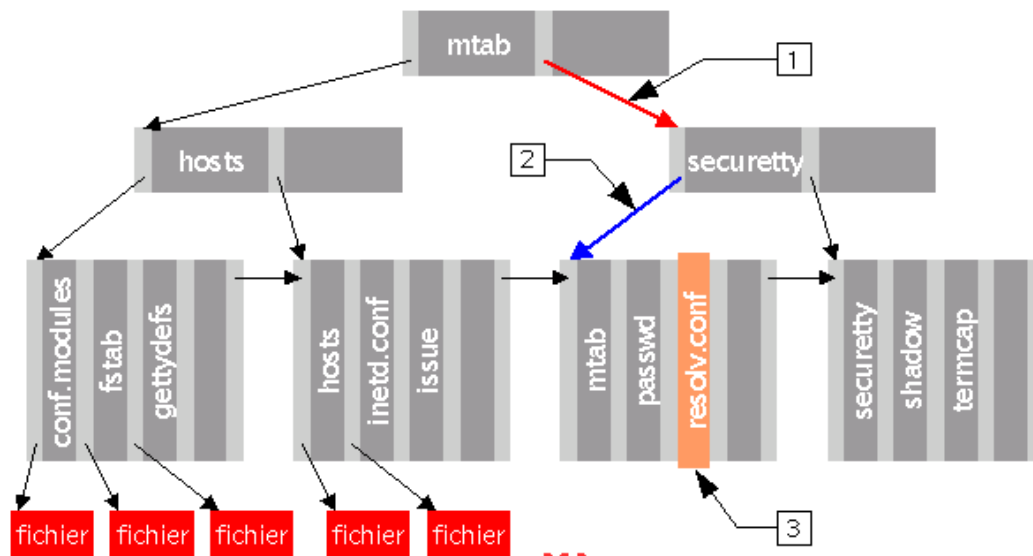 mtab
1
hosts
2
securetty
conf.modules
fstab
gettydefs
hosts
inetd.conf
issue
mtab
passwd
resolv.conf
securetty
shadow
termcap
fichier
fichier
fichier
fichier
fichier
3